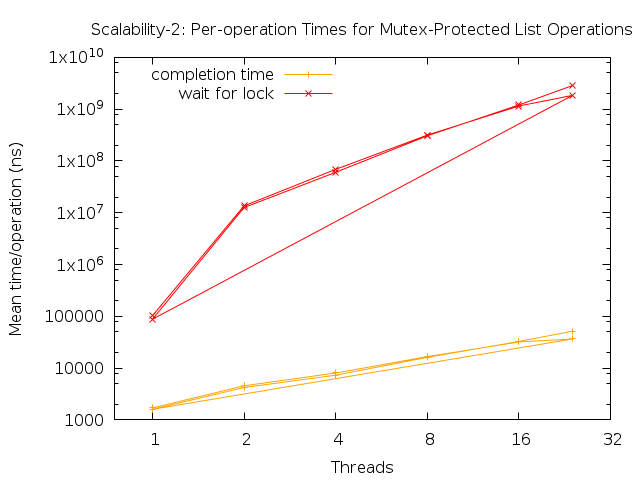 Scalability-2: Per-operation Times for Mutex-Protected List Operations
Mean time/operation (ns)
1x10^10
1x10^9
1x10^8
1x10^7
1x10^6
100000
10000
1000
completion time
wait for lock
1 2 4 8 16 32
Threads